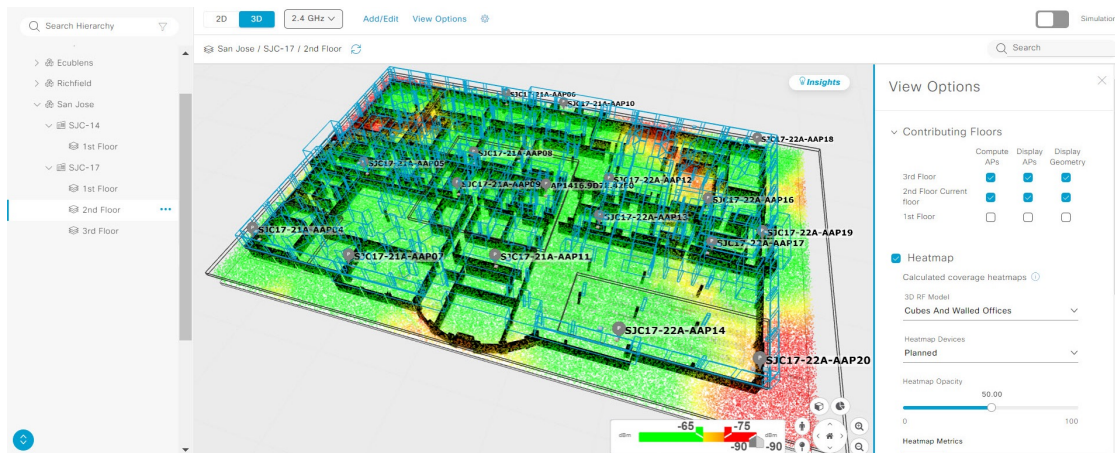 Search Hierarchy
2D 3D 2.4 GHz Add/Edit View Options
Simulation
San Jose / SJC-17 / 2nd Floor
Search
Ecublens
Richfield
San Jose
SJC-14
1st Floor
SJC-17
1st Floor
2nd Floor
3rd Floor
Insights
SJC17-21A-AAP06
SJC17-21A-AAP10
SJC17-22A-AAP18
SJC17-21A-AAP08
SJC17-21A-AAP05
SJC17-21A-AAP09
AP1416.9D7E.42E0
SJC17-22A-AAP12
SJC17-22A-AAP16
SJC17-22A-AAP13
SJC17-21A-AAP04
SJC17-22A-AAP19
SJC17-22A-AAP17
SJC17-21A-AAP07
SJC17-21A-AAP11
SJC17-22A-AAP14
SJC17-22A-AAP20
-65 -75
dBm dBm
-90 -90
View Options
Contributing Floors
Compute APs
Display APs
Display Geometry
3rd Floor
2nd Floor Current
floor
1st Floor
Heatmap
Calculated coverage heatmaps
3D RF Model
Cubes And Walled Offices
Heatmap Devices
Planned
Heatmap Opacity
50.00
0 100
Heatmap Metrics